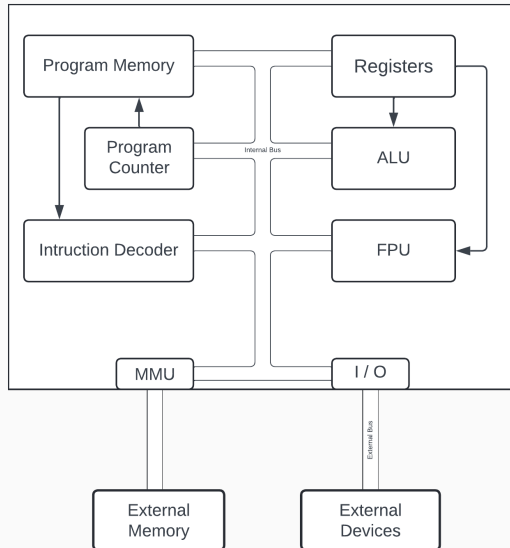 Program Memory
Registers
Program
Counter
Internal Bus
ALU
Intruction Decoder
FPU
MMU
I / O
External Bus
External
Memory
External
Devices